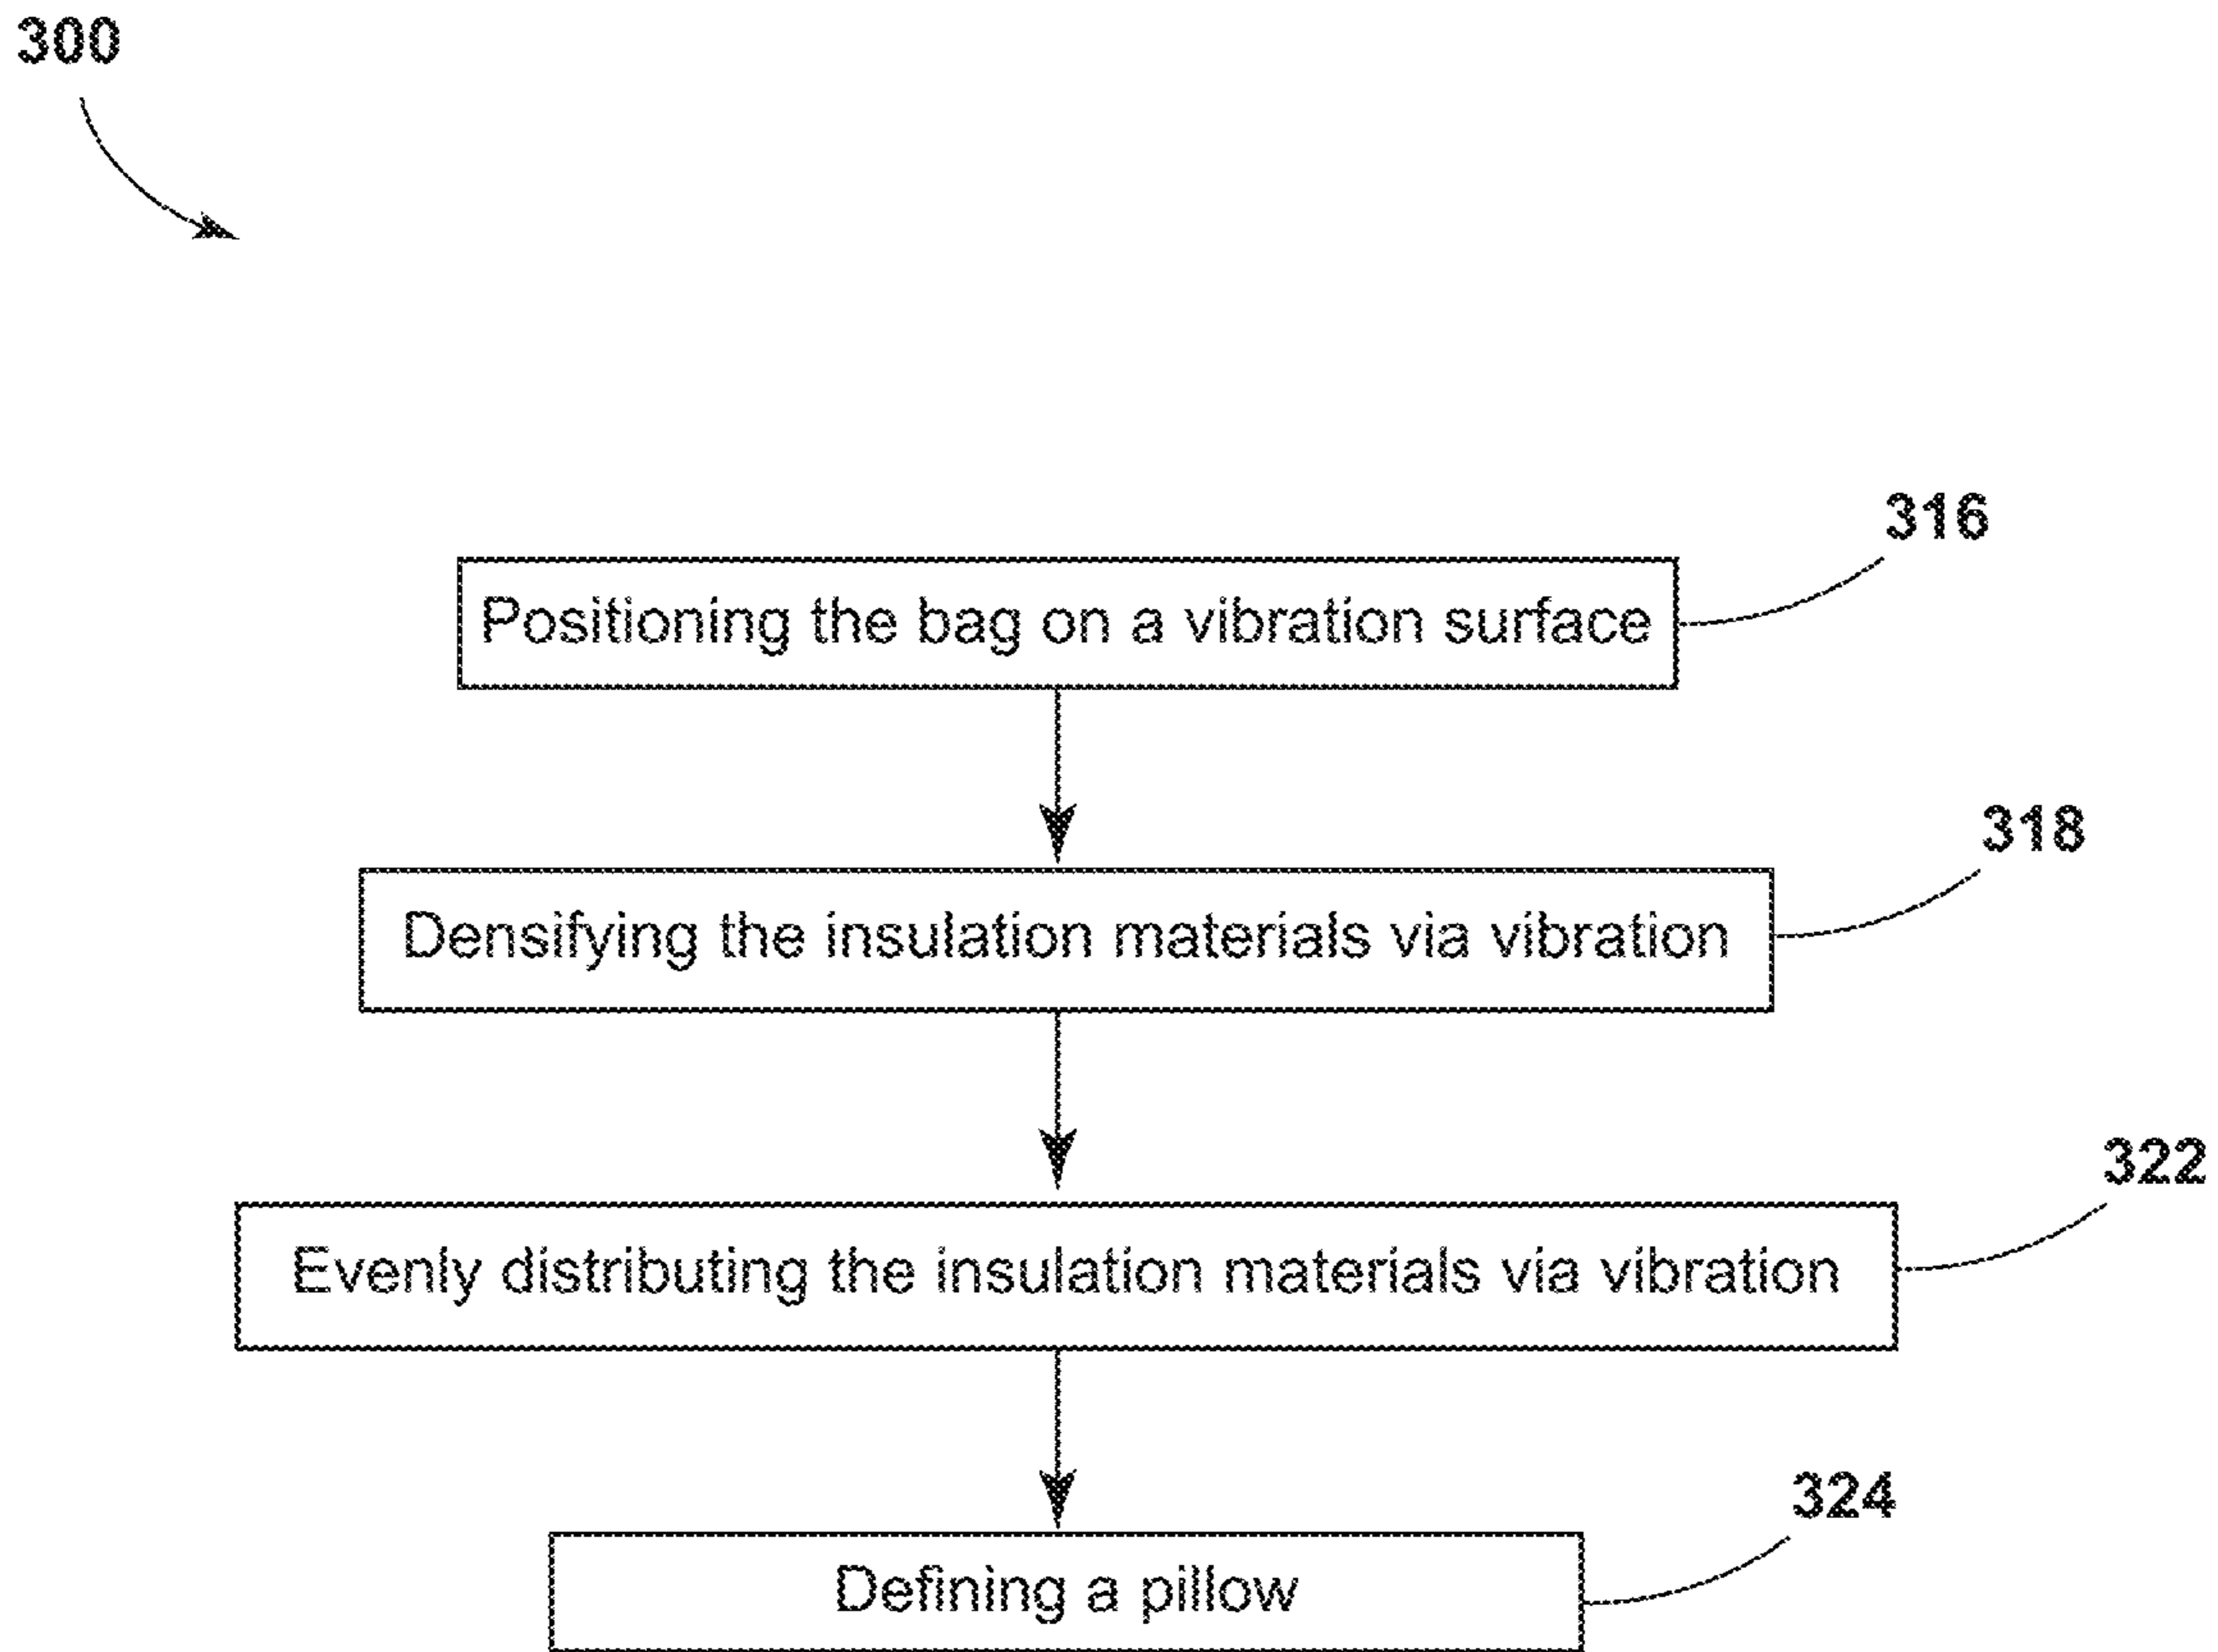 300
316
Positioning the bag on a vibration surface
318
Densifying the insulation materials via vibration
322
Evenly distributing the insulation materials via vibration
324
Defining a pillow